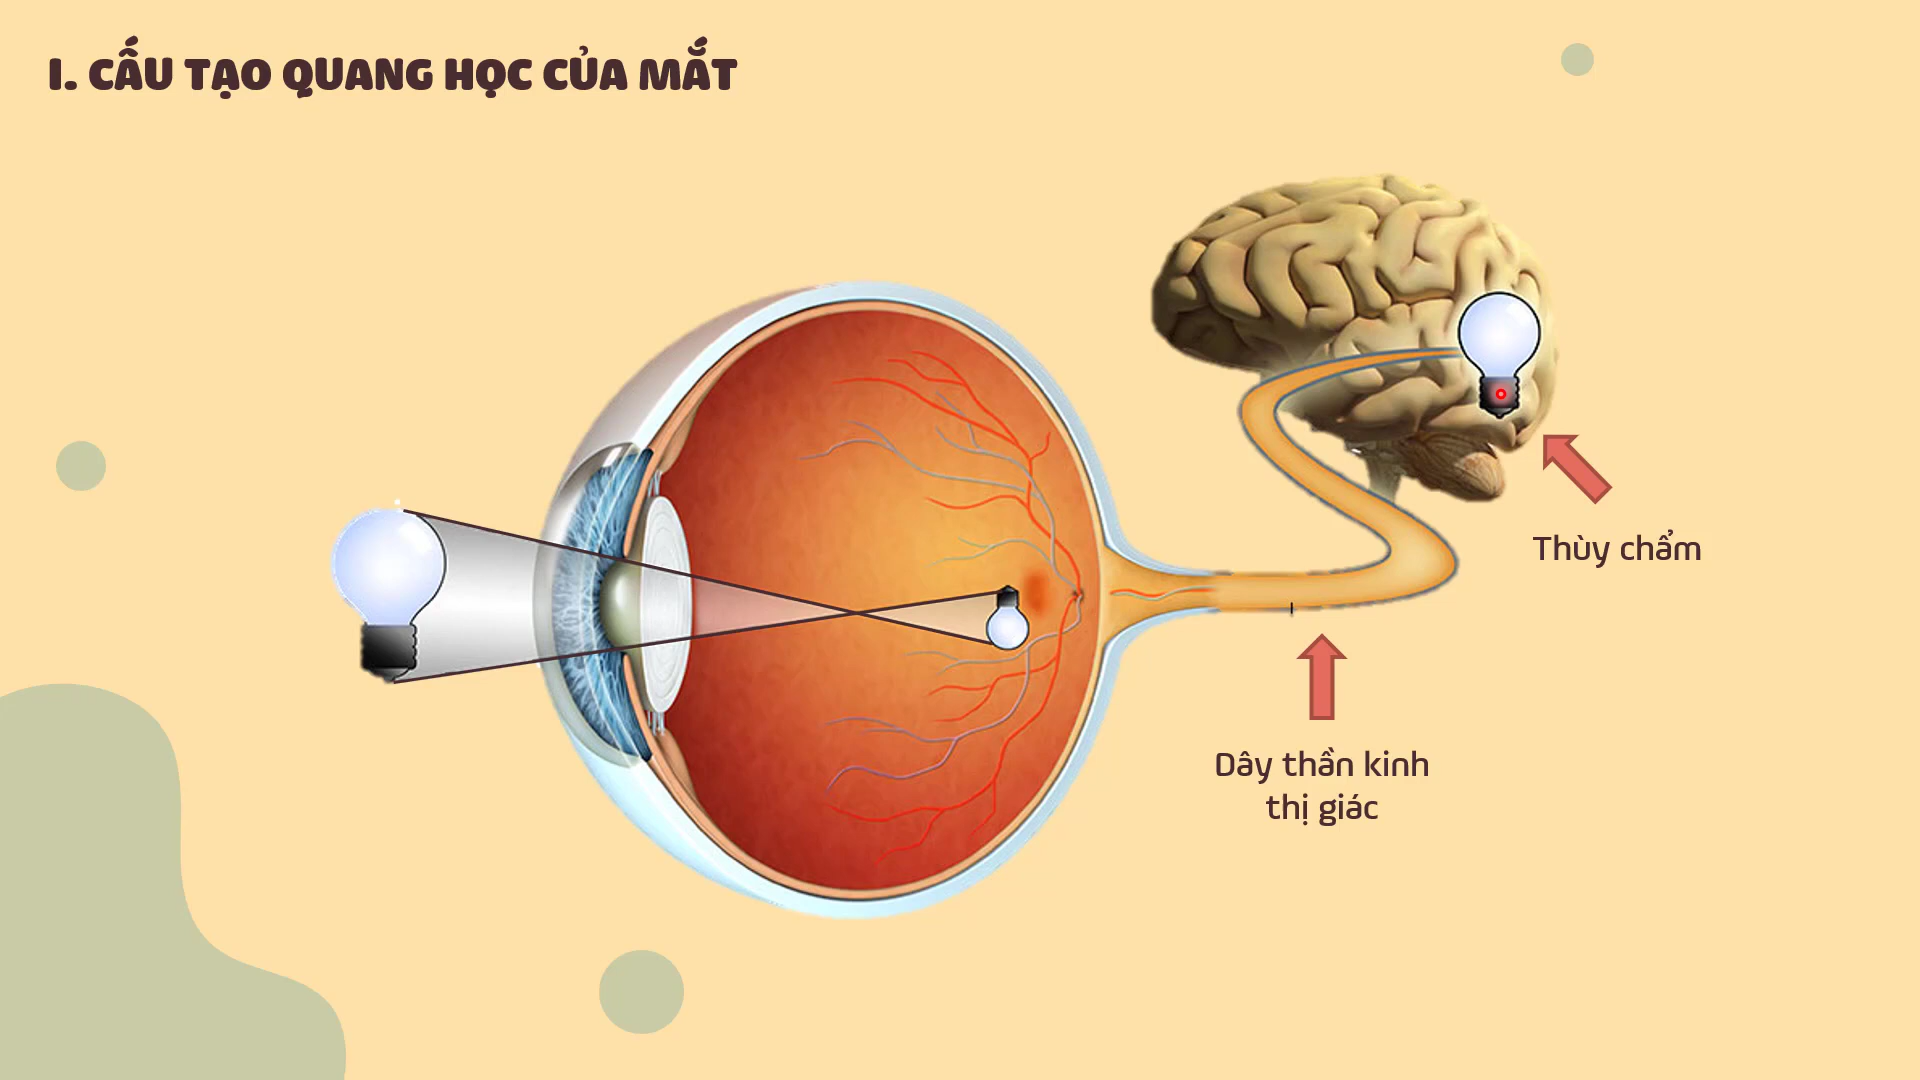 I. CẤU TẠO QUANG HỌC CỦA MẮT
Thùy chẩm
Dây thần kinh
thị giác